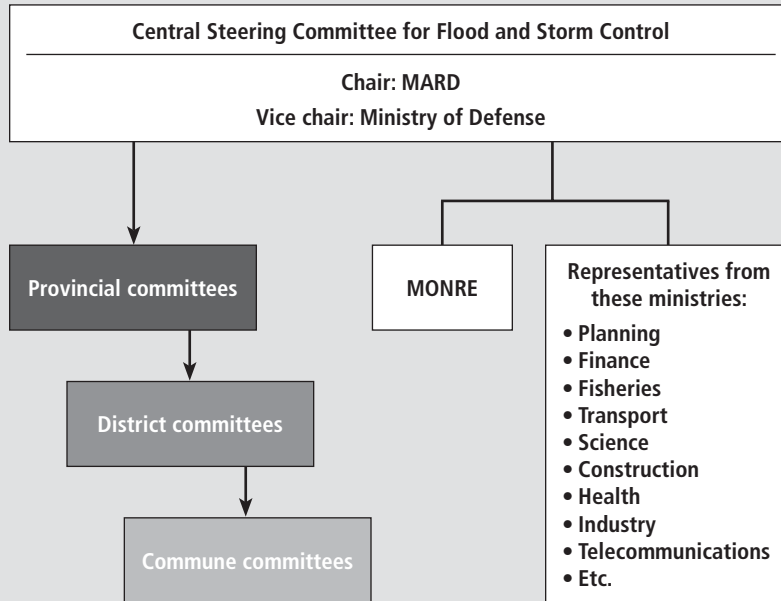 Central Steering Committee for Flood and Storm Control
Chair: MARD
Vice chair: Ministry of Defense
Provincial committees
District committees
Commune committees
MONRE
Representatives from
these ministries:
• Planning
• Finance
• Fisheries
• Transport
• Science
• Construction
• Health
• Industry
• Telecommunications
• Etc.